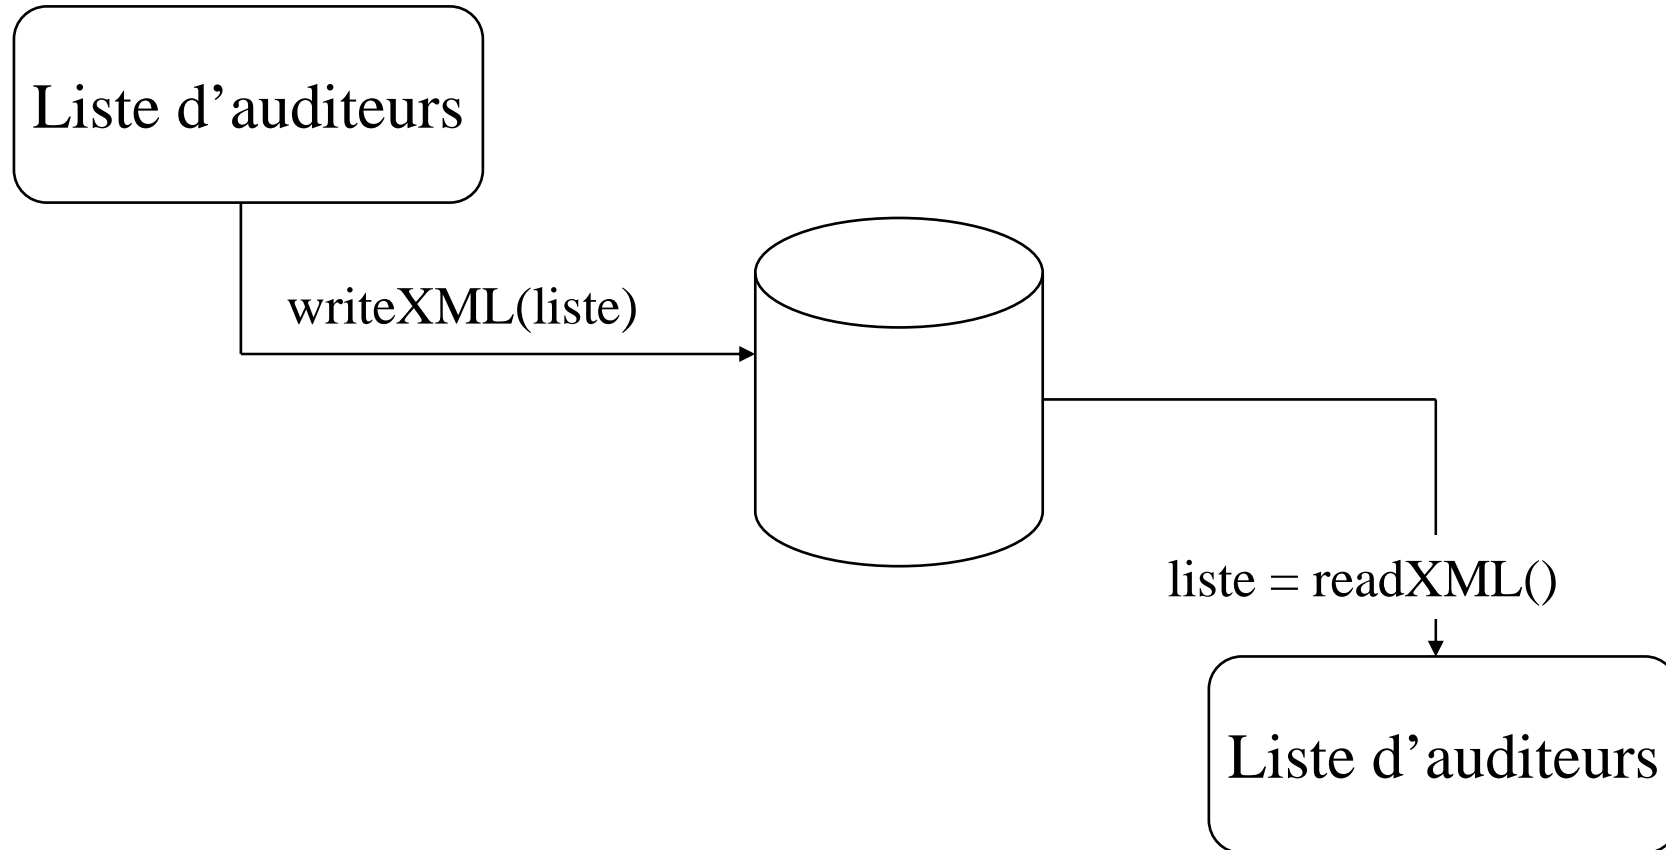 Liste d’auditeurs
writeXML(liste)
liste = readXML()
Liste d’auditeurs